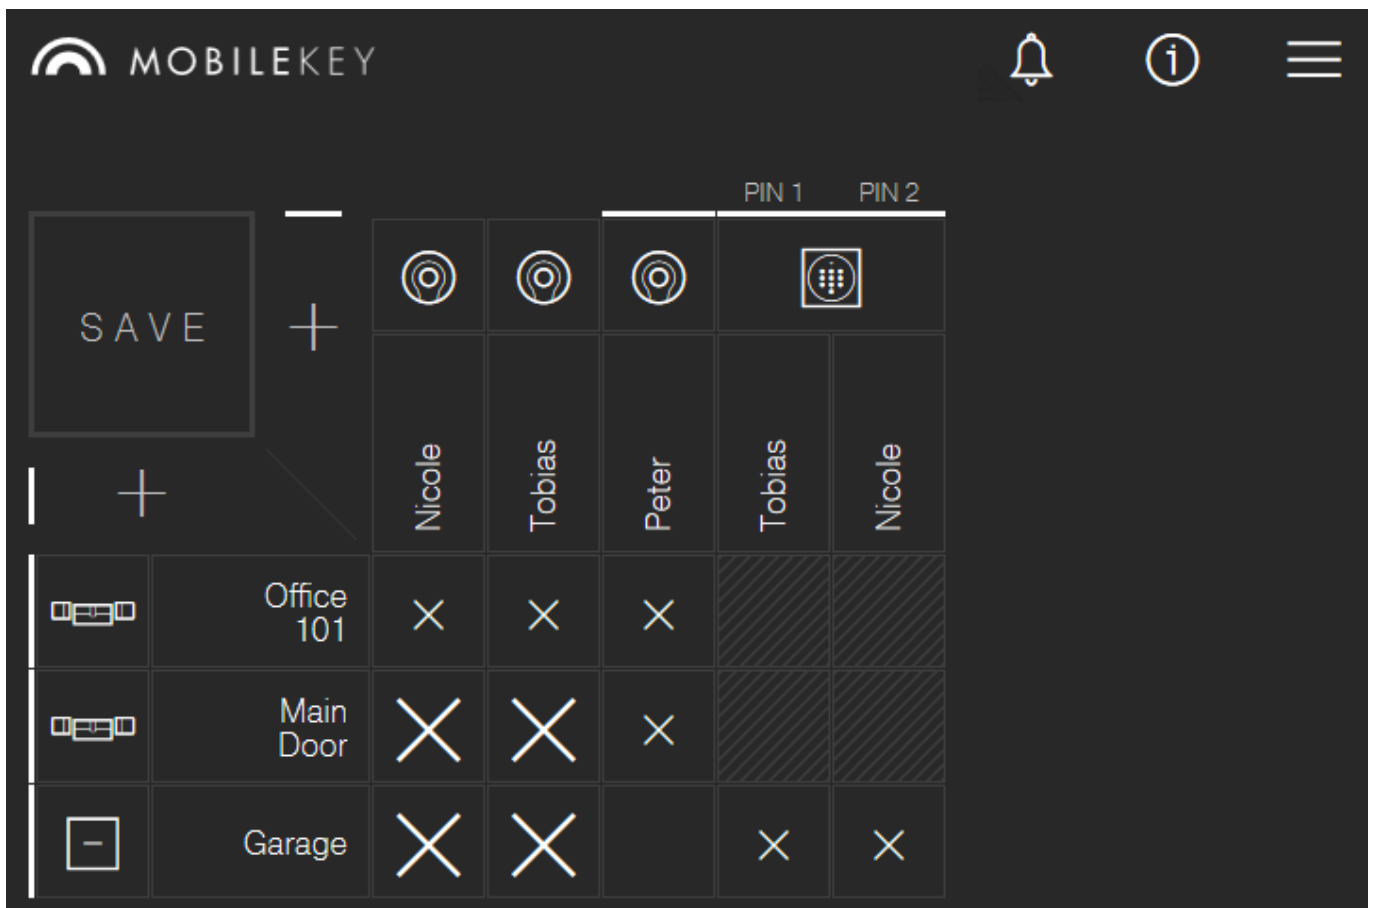 MOBILEKEY
PIN 1 PIN 2
SAVE
Nicole
Tobias
Peter
Tobias
Nicole
Office
101
Main
Door
Garage